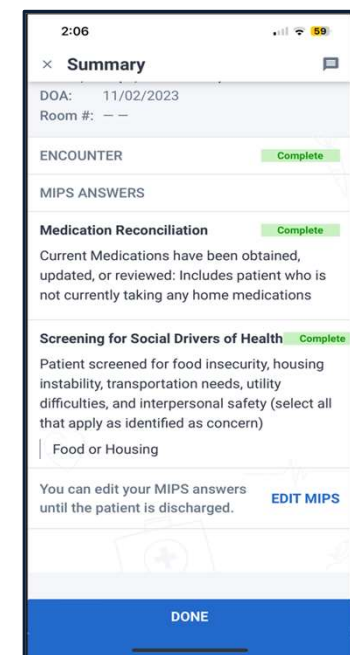 2:06
59
× Summary
DOA: 11/02/2023
Room #: — —
ENCOUNTER Complete
MIPS ANSWERS
Medication Reconciliation Complete
Current Medications have been obtained,
updated, or reviewed: Includes patient who is
not currently taking any home medications
Screening for Social Drivers of Health Complete
Patient screened for food insecurity, housing
instability, transportation needs, utility
difficulties, and interpersonal safety (select all
that apply as identified as concern)
Food or Housing
You can edit your MIPS answers
until the patient is discharged.
EDIT MIPS
DONE